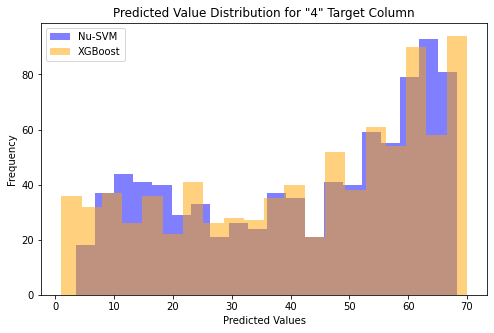 Predicted Value Distribution for "4" Target Column
Nu-SVM
XGBoost
Frequency
80
60
40
20
0
0 10 20 30 40 50 60 70
Predicted Values